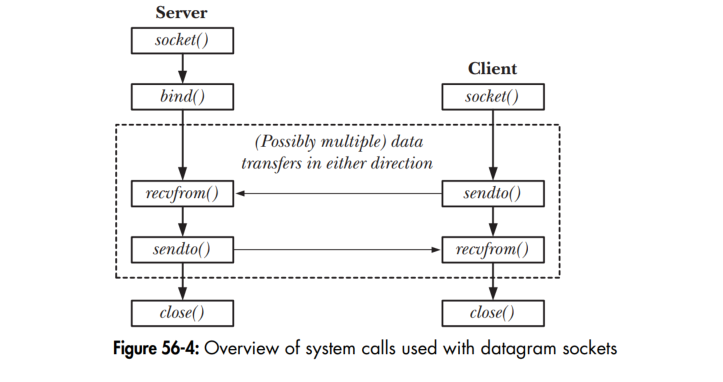 Server
socket()
bind()
Client
socket()
(Possibly multiple) data
transfers in either direction
recvfrom()
sendto()
sendto()
recvfrom()
close()
close()
Figure 56-4: Overview of system calls used with datagram sockets